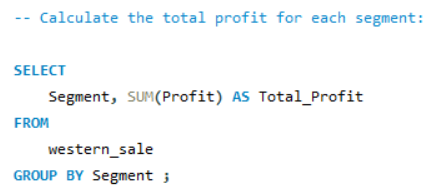 -- Calculate the total profit for each segment:
SELECT
Segment, SUM(Profit) AS Total_Profit
FROM
western_sale
GROUP BY Segment ;